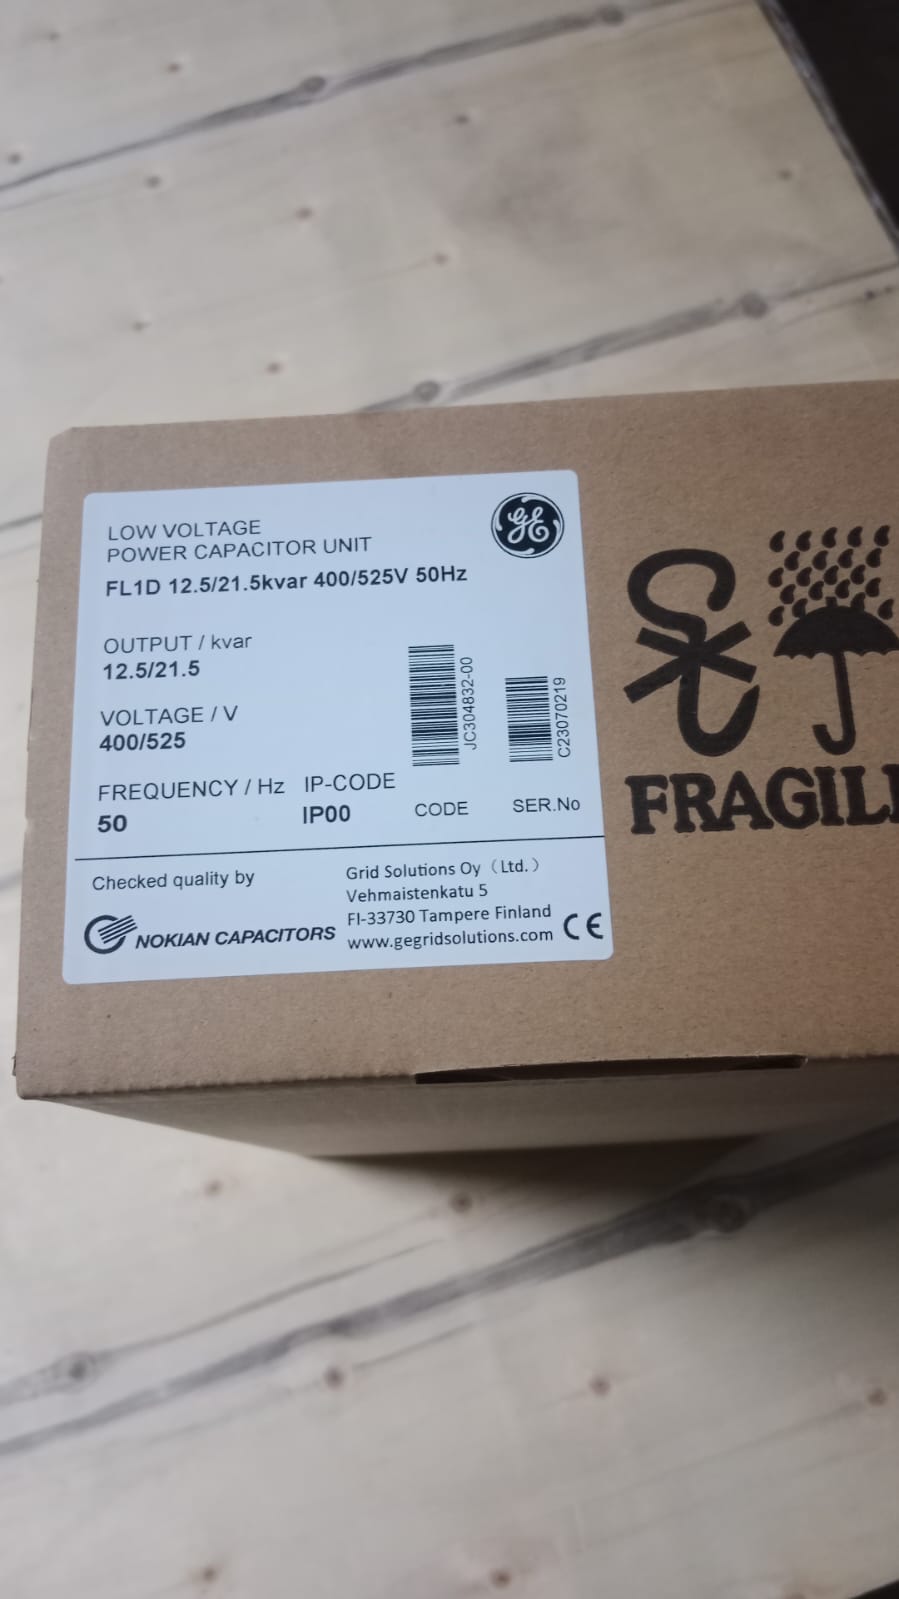 LOW VOLTAGE
POWER CAPACITOR UNIT
GE
FL1D 12.5/21.5kvar 400/525V 50Hz
OUTPUT / kvar
12.5/21.5
VOLTAGE / V
400/525
FREQUENCY / Hz IP-CODE
50 IP00
JC304832-00
CODE
C23070219
SER.No
Checked quality by
NOKIAN CAPACITORS
Grid Solutions Oy (Ltd.)
Vehmaistenkatu 5
FI-33730 Tampere Finland
www.gegridsolutions.com
CE
FRAGIL